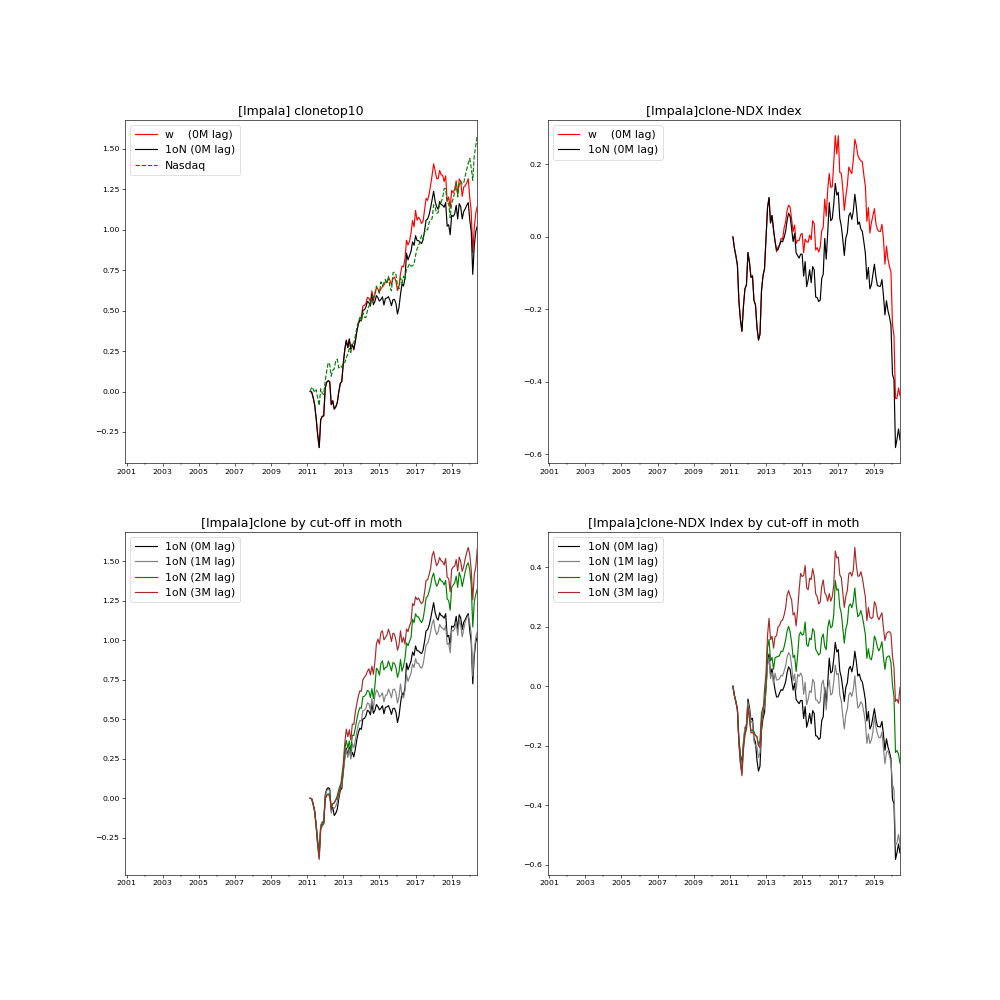 [Impala] clonetop10
w    (0M lag)
1oN (0M lag)
Nasdaq
1.50
1.25
1.00
0.75
0.50
0.25
0.00
−0.25
2001 2003 2005 2007 2009 2011 2013 2015 2017 2019
[Impala]clone-NDX Index
w    (0M lag)
1oN (0M lag)
0.2
0.0
−0.2
−0.4
−0.6
2001 2003 2005 2007 2009 2011 2013 2015 2017 2019
[Impala]clone by cut-off in moth
1oN (0M lag)
1oN (1M lag)
1oN (2M lag)
1oN (3M lag)
1.50
1.25
1.00
0.75
0.50
0.25
0.00
−0.25
2001 2003 2005 2007 2009 2011 2013 2015 2017 2019
[Impala]clone-NDX Index by cut-off in moth
1oN (0M lag)
1oN (1M lag)
1oN (2M lag)
1oN (3M lag)
0.4
0.2
0.0
−0.2
−0.4
−0.6
2001 2003 2005 2007 2009 2011 2013 2015 2017 2019